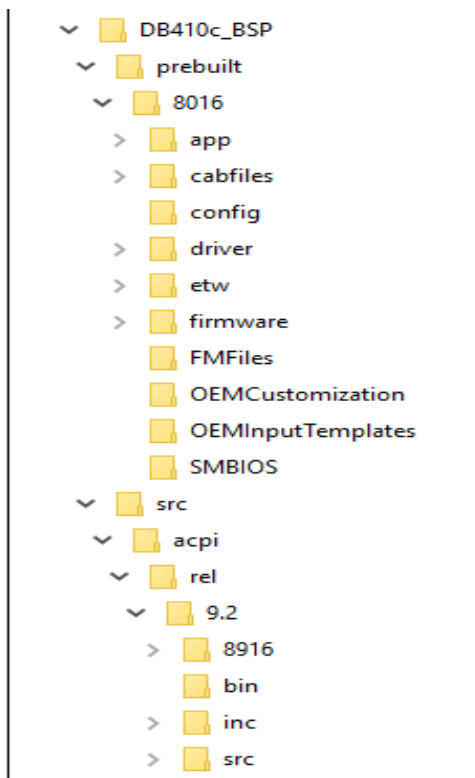 DB410c_BSP
prebuilt
8016
app
cabfiles
config
driver
etw
firmware
FMFiles
OEMCustomization
OEMInputTemplates
SMBIOS
src
acpi
rel
9.2
8916
bin
inc
src